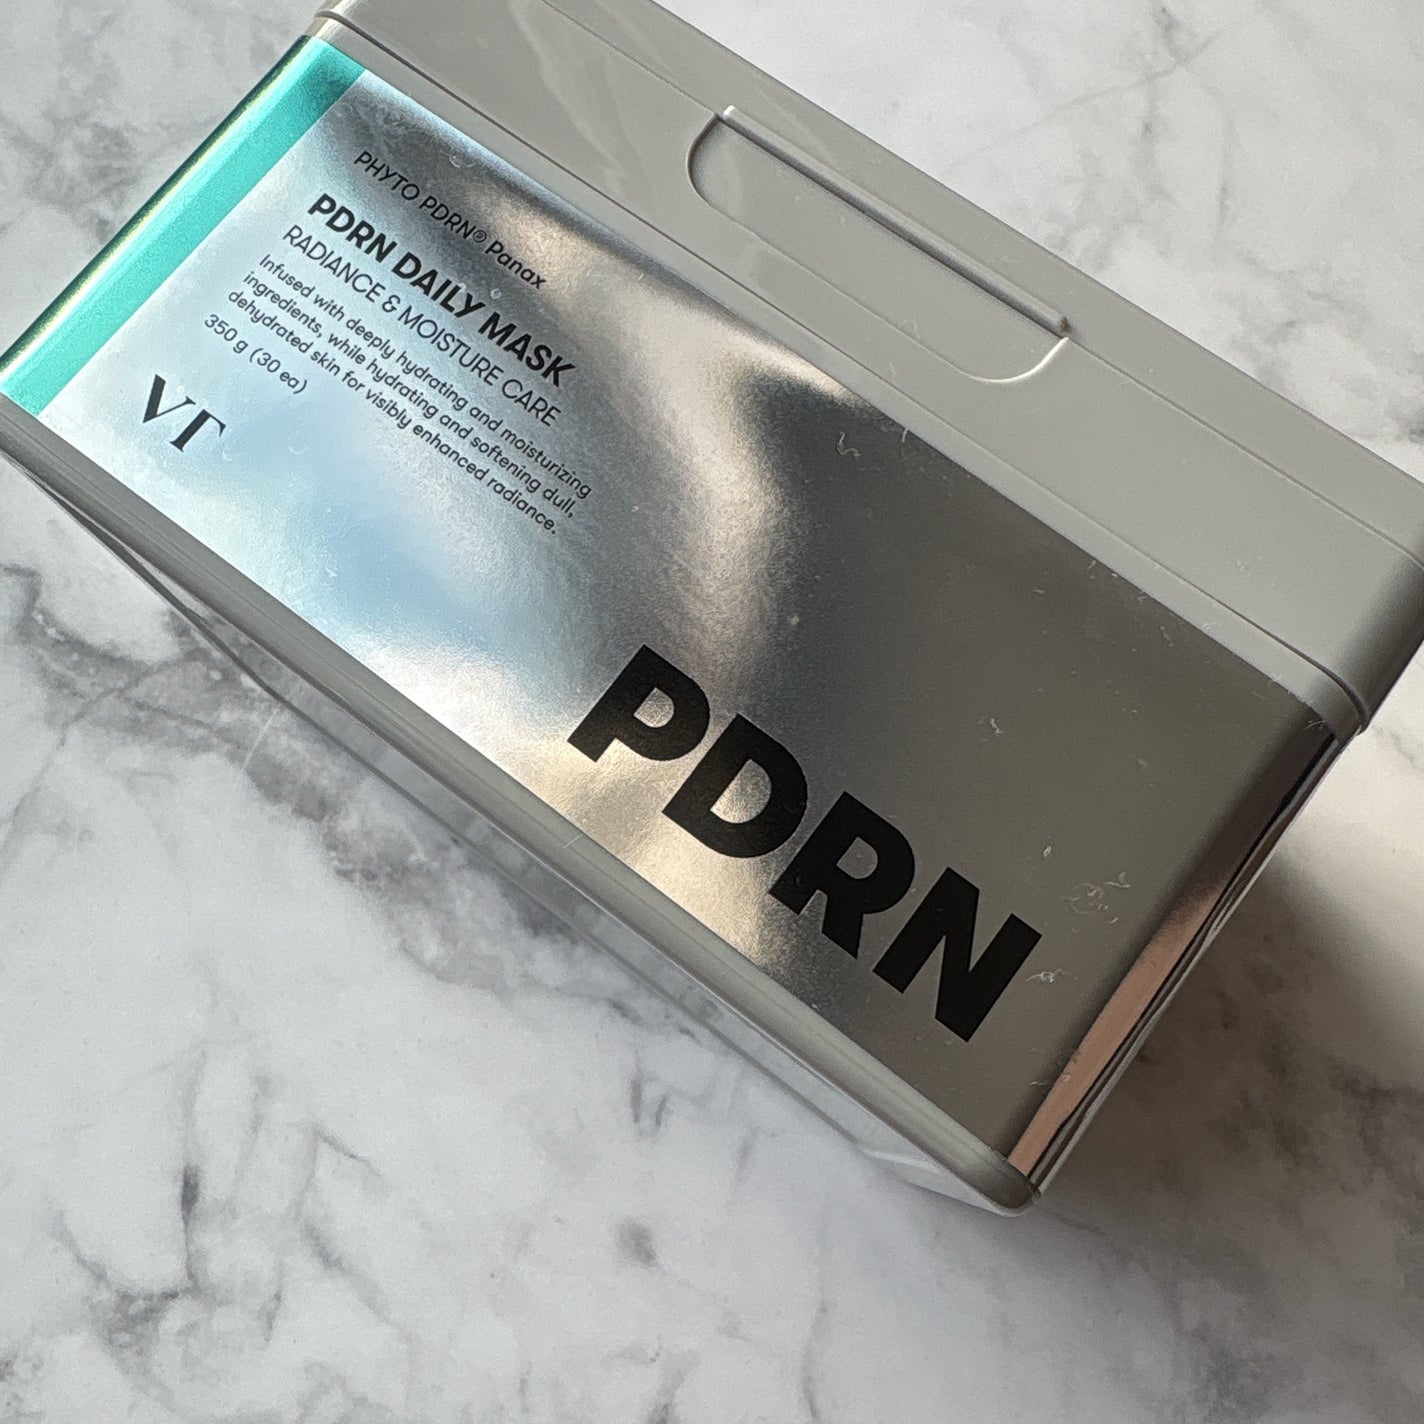 PHYTO PDRN® Panax
PDRN DAILY MASK
RADIANCE & MOISTURE CARE
Infused with deeply hydrating and moisturizing
ingredients, while hydrating and softening dull,
dehydrated skin for visibly enhanced radiance.
350 g (30 ea)
VT
PDRN